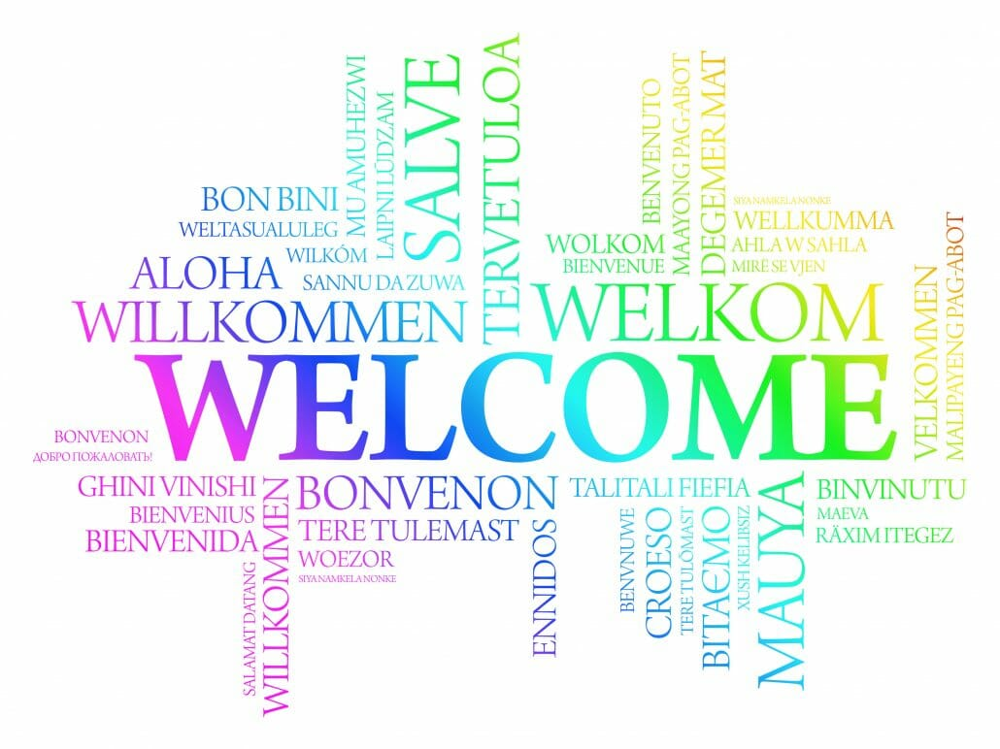 MU AMUHEZWI
LAIPNI LŪDZAM
SALVE
TERVETULOA
BENVENUTO
MAAYONG PAG-ABOT
DEGEMER MAT
BON BINI
WELTASUALULEG
WILKÓM
ALOHA
SANNU DA ZUWA
WILLKOMMEN
SIYA NAMKELA NONKE
WELLKUMMA
WOLKOM
AHLA W SAHLA
BIENVENUE
MIRË SE VJEN
WELKOM
VELKOMMEN
MALIPAYENG PAG-ABOT
WELCOME
BONVENON
ДОБРО ПОЖАЛОВАТЬ!
GHINI VINISHI
BIENVENIUS
BIENVENIDA
SALAMAT DATANG
WILLKOMMEN
BONVENON
TERE TULEMAST
WOEZOR
SIYA NAMKELA NONKE
ENNIDOS
TALITALI FIEFIA
BENVNUWE
CROESO
TERE TULÕMAST
BITAЄMO
XUSH KELIBSIZ
MAUYA
BINVINUTU
MAEVA
RÄXIM ITEGEZ